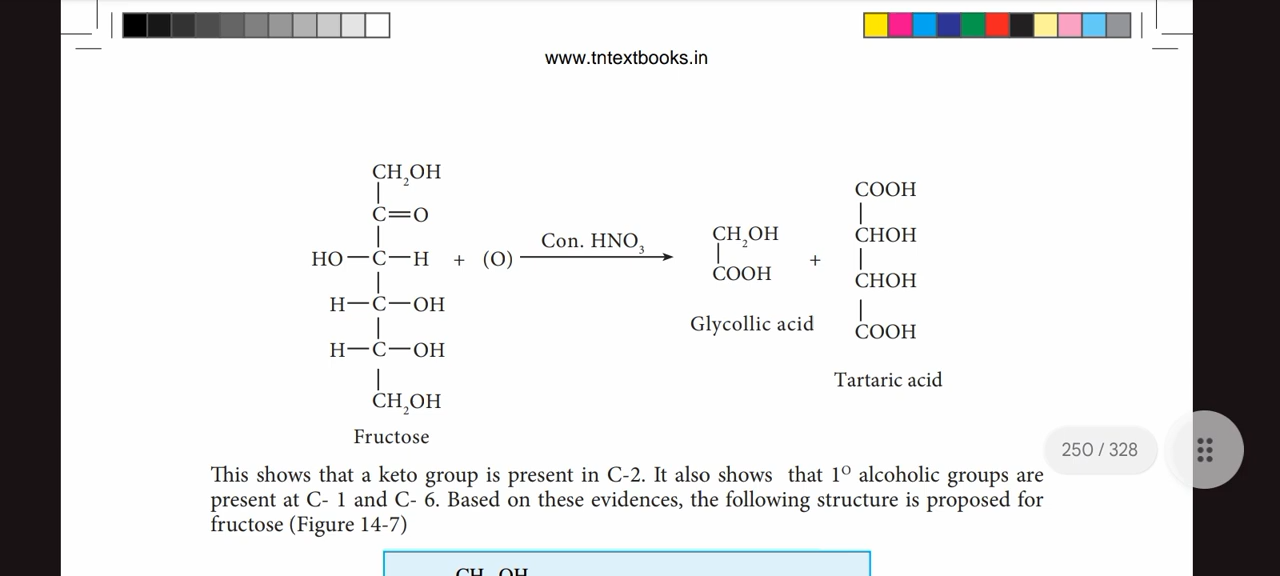 www.tntextbooks.in
CH₂OH
C=O
HO—C—H + (O) Con. HNO₃
H—C—OH
H—C—OH
CH₂OH
Fructose
CH₂OH
COOH
Glycollic acid
+
COOH
CHOH
CHOH
COOH
Tartaric acid
250 / 328
This shows that a keto group is present in C-2. It also shows that 1⁰ alcoholic groups are
present at C- 1 and C- 6. Based on these evidences, the following structure is proposed for
fructose (Figure 14-7)
CH OH